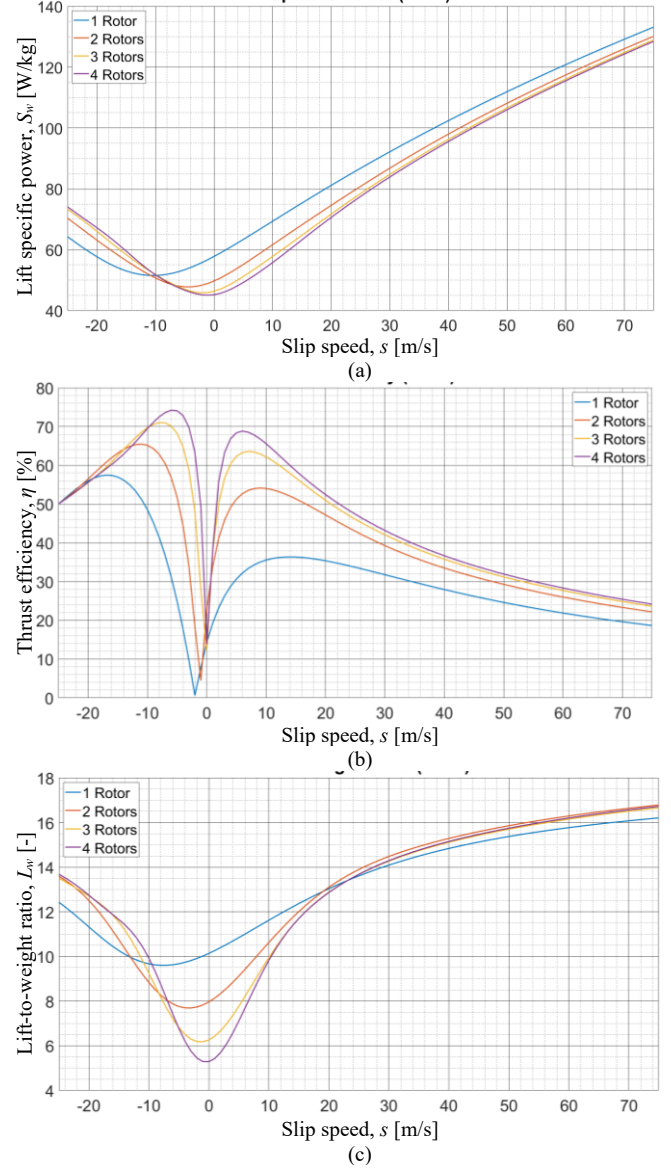 140
120
100
80
60
40
Lift specific power, Sw [W/kg]
1 Rotor
2 Rotors
3 Rotors
4 Rotors
-20 -10 0 10 20 30 40 50 60 70
Slip speed, s [m/s]
(a)
80
70
60
50
40
30
20
10
0
Thrust efficiency, η [%]
1 Rotor
2 Rotors
3 Rotors
4 Rotors
-20 -10 0 10 20 30 40 50 60 70
Slip speed, s [m/s]
(b)
18
16
14
12
10
8
6
4
Lift-to-weight ratio, Lw [-]
1 Rotor
2 Rotors
3 Rotors
4 Rotors
-20 -10 0 10 20 30 40 50 60 70
Slip speed, s [m/s]
(c)